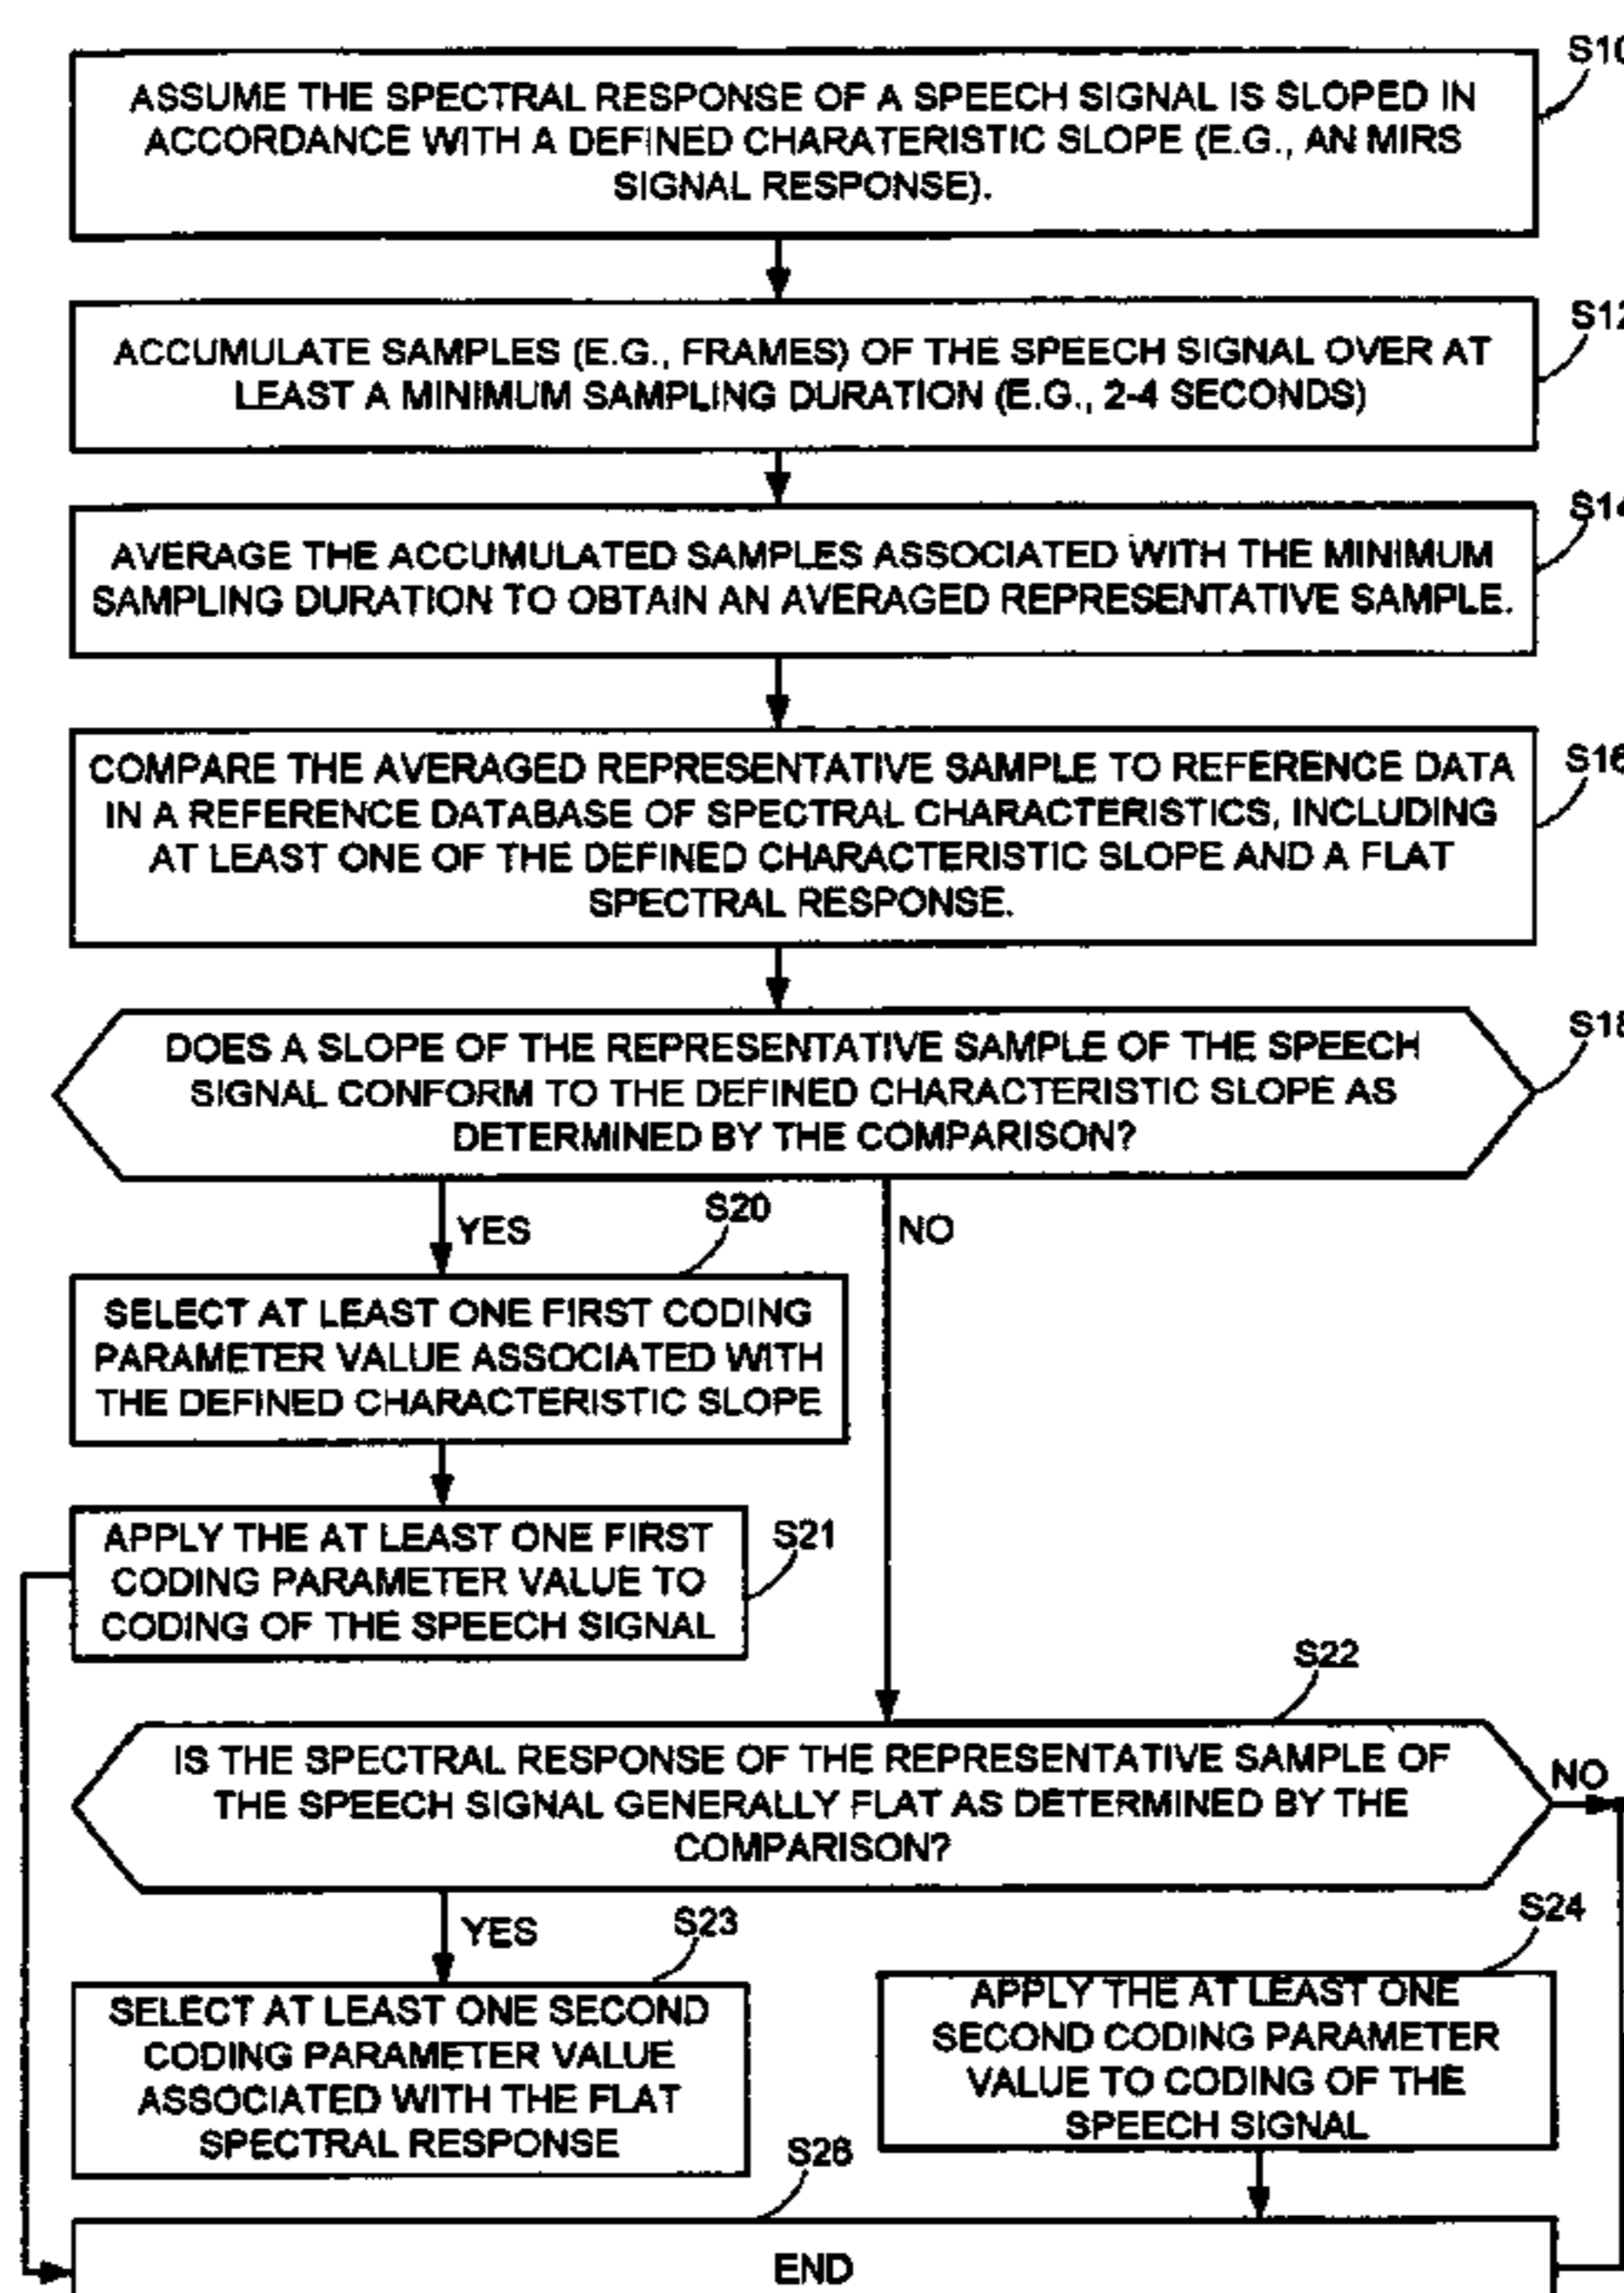 S10
ASSUME THE SPECTRAL RESPONSE OF A SPEECH SIGNAL IS SLOPED IN
ACCORDANCE WITH A DEFINED CHARATERISTIC SLOPE (E.G., AN MIRS
SIGNAL RESPONSE).
S12
ACCUMULATE SAMPLES (E.G., FRAMES) OF THE SPEECH SIGNAL OVER AT
LEAST A MINIMUM SAMPLING DURATION (E.G., 2-4 SECONDS)
S14
AVERAGE THE ACCUMULATED SAMPLES ASSOCIATED WITH THE MINIMUM
SAMPLING DURATION TO OBTAIN AN AVERAGED REPRESENTATIVE SAMPLE.
S16
COMPARE THE AVERAGED REPRESENTATIVE SAMPLE TO REFERENCE DATA
IN A REFERENCE DATABASE OF SPECTRAL CHARACTERISTICS, INCLUDING
AT LEAST ONE OF THE DEFINED CHARACTERISTIC SLOPE AND A FLAT
SPECTRAL RESPONSE.
S18
DOES A SLOPE OF THE REPRESENTATIVE SAMPLE OF THE SPEECH
SIGNAL CONFORM TO THE DEFINED CHARACTERISTIC SLOPE AS
DETERMINED BY THE COMPARISON?
YES
S20
NO
SELECT AT LEAST ONE FIRST CODING
PARAMETER VALUE ASSOCIATED WITH
THE DEFINED CHARACTERISTIC SLOPE
S21
APPLY THE AT LEAST ONE FIRST
CODING PARAMETER VALUE TO
CODING OF THE SPEECH SIGNAL
S22
IS THE SPECTRAL RESPONSE OF THE REPRESENTATIVE SAMPLE OF
THE SPEECH SIGNAL GENERALLY FLAT AS DETERMINED BY THE
COMPARISON?
NO
YES
S23
SELECT AT LEAST ONE SECOND
CODING PARAMETER VALUE
ASSOCIATED WITH THE FLAT
SPECTRAL RESPONSE
S24
APPLY THE AT LEAST ONE
SECOND CODING PARAMETER
VALUE TO CODING OF THE
SPEECH SIGNAL
S26
END